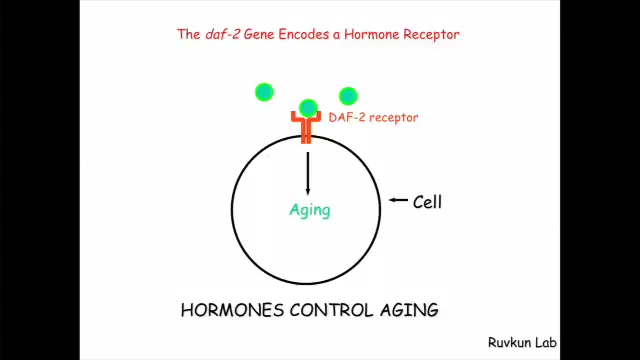 The daf-2 Gene Encodes a Hormone Receptor
DAF-2 receptor
Aging
Cell
HORMONES CONTROL AGING
Ruvkun Lab